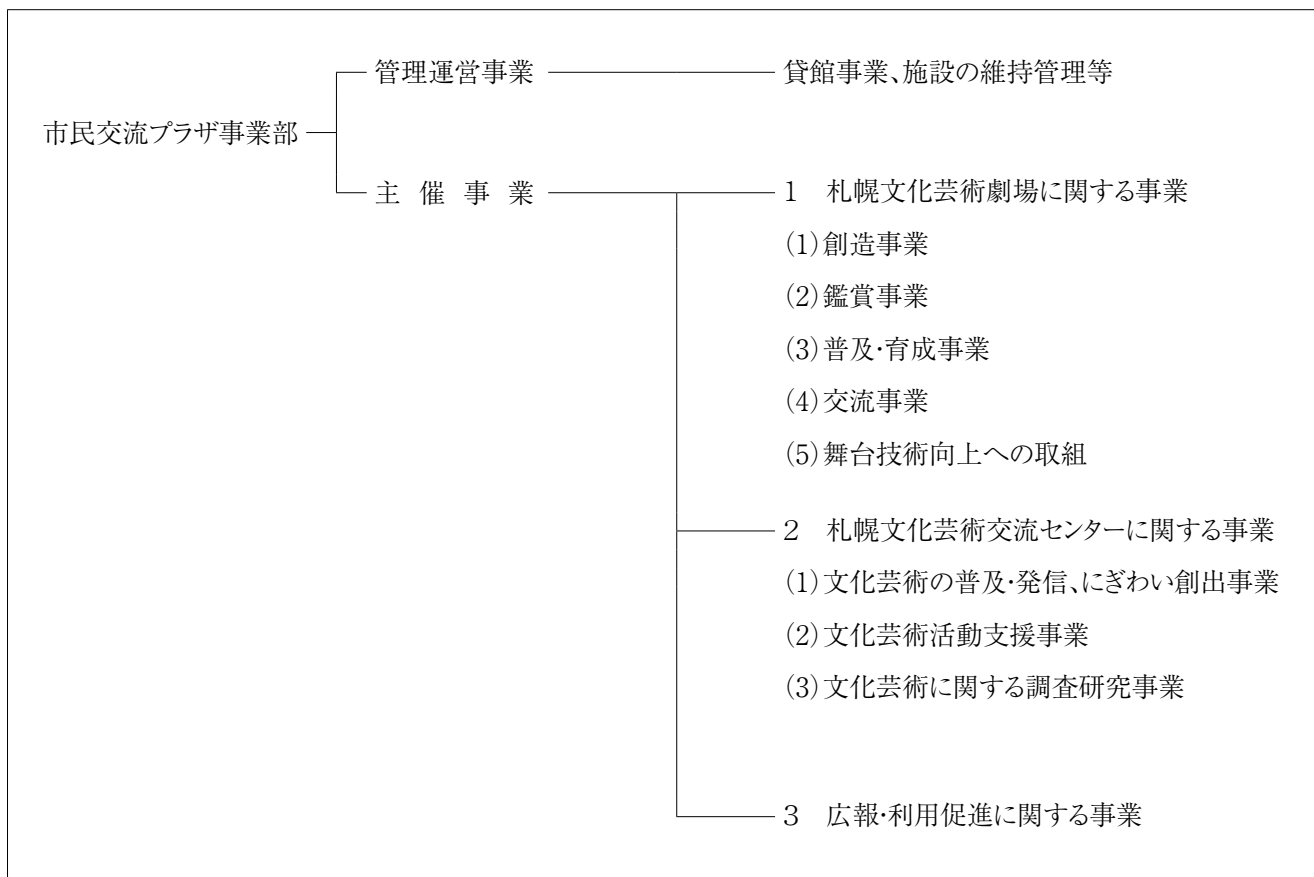 管理運営事業
貸館事業、施設の維持管理等
市民交流プラザ事業部
主催事業
1 札幌文化芸術劇場に関する事業
(1)創造事業
(2)鑑賞事業
(3)普及・育成事業
(4)交流事業
(5)舞台技術向上への取組
2 札幌文化芸術交流センターに関する事業
(1)文化芸術の普及・発信、にぎわい創出事業
(2)文化芸術活動支援事業
(3)文化芸術に関する調査研究事業
3 広報・利用促進に関する事業